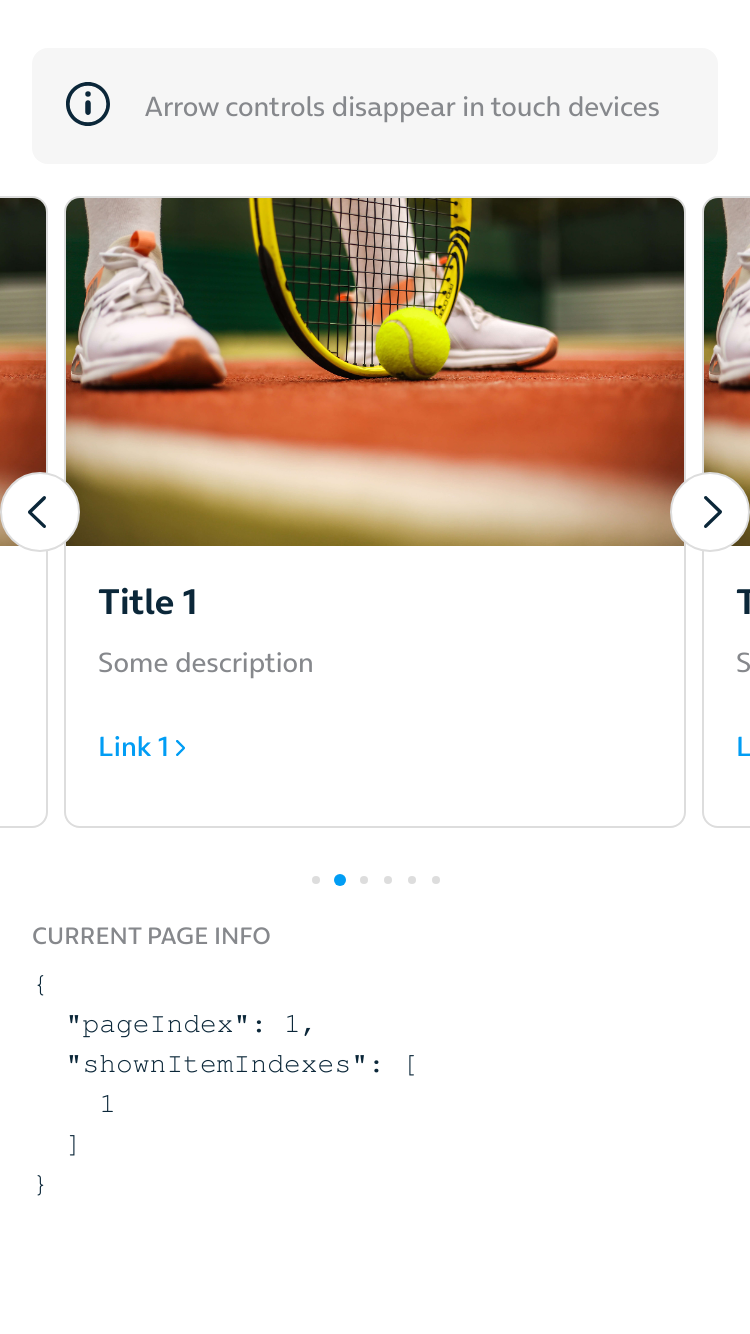 Arrow controls disappear in touch devices
Title 1
Some description
Link 1
CURRENT PAGE INFO
{
"pageIndex": 1,
"shownItemIndexes": [
1
]
}